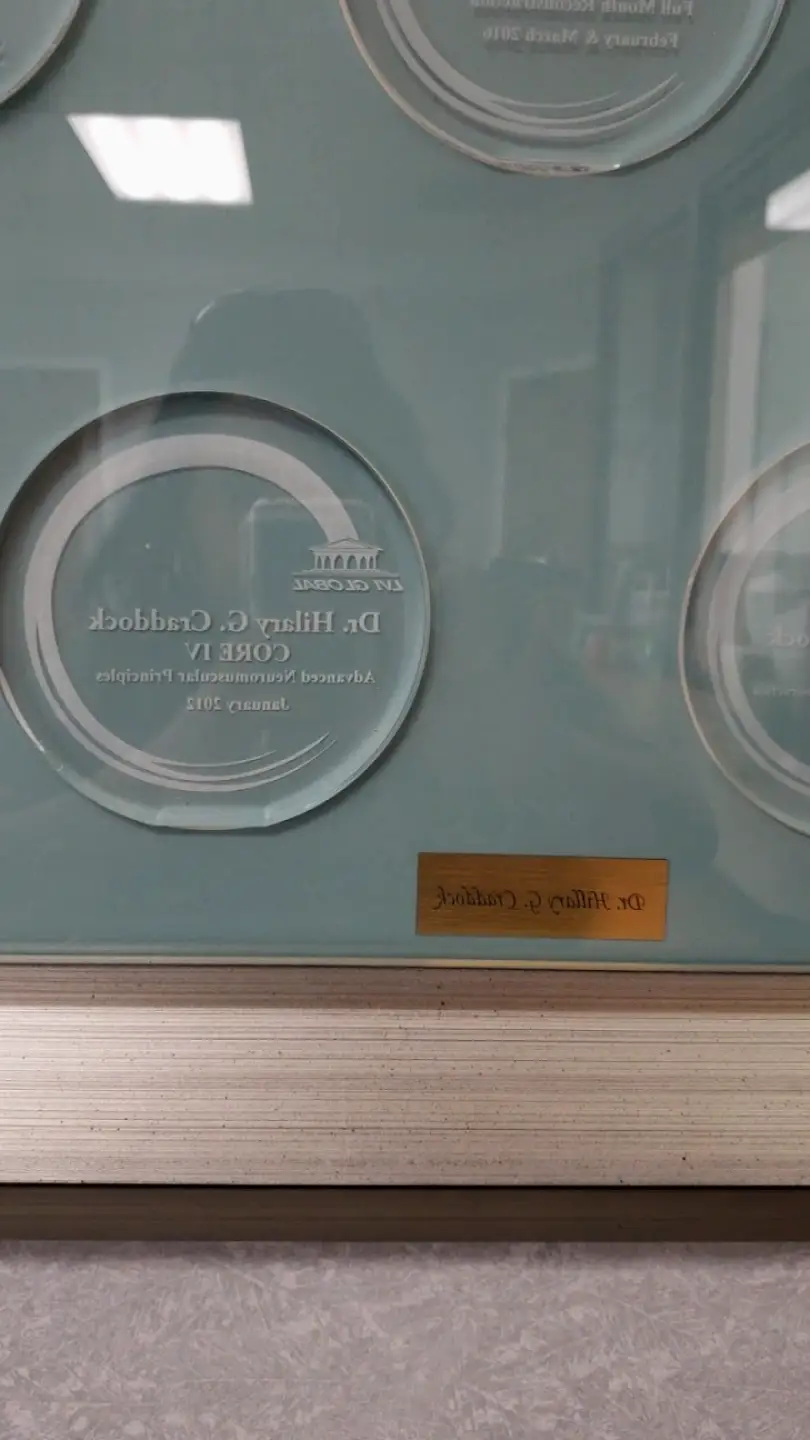 Full Mouth Reconstruction
February & March 2016
LVI GLOBAL
Dr. Hilary G. Craddock
CORE IV
Advanced Neuromuscular Principles
January 2012
Dr. Hillary G. Craddock